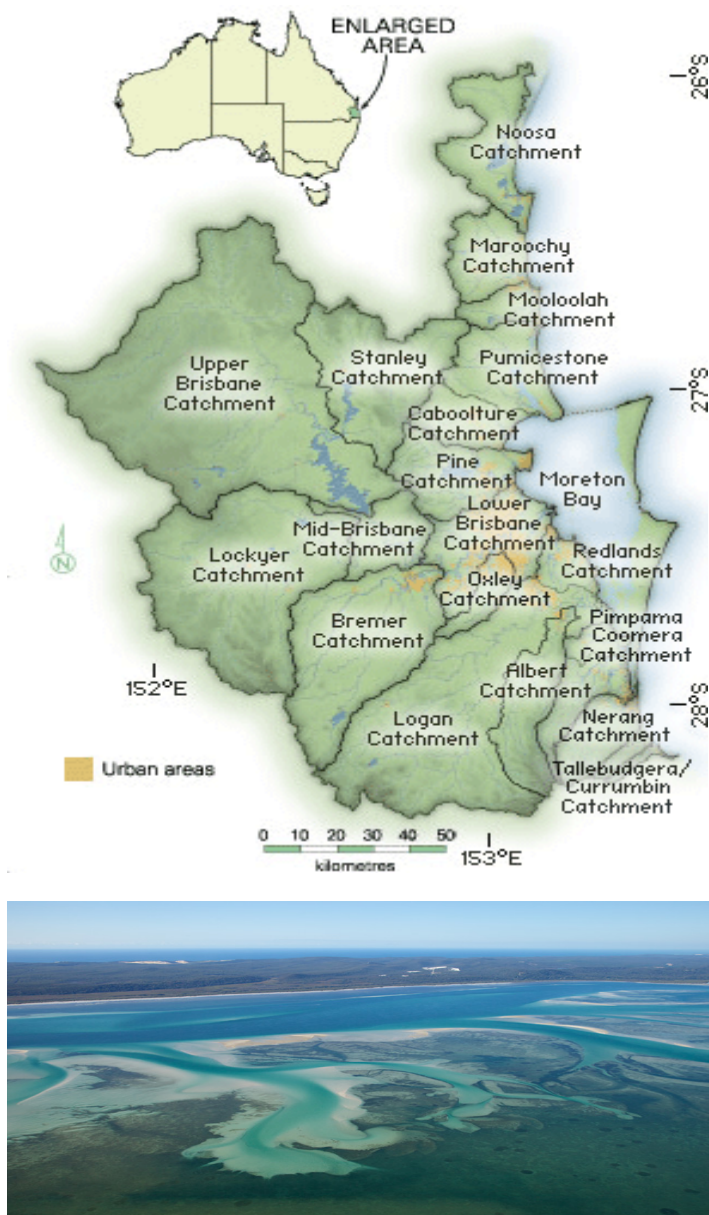 ENLARGED
AREA
26°S
Noosa
Catchment
Maroochy
Catchment
Mooloolah
Catchment
Upper
Brisbane
Catchment
Stanley
Catchment
Pumicestone
Catchment
27°S
Caboolture
Catchment
Pine
Catchment
Moreton
Bay
Lower
Brisbane
Catchment
Mid-Brisbane
Catchment
Lockyer
Catchment
Redlands
Catchment
Oxley
Catchment
Bremer
Catchment
Pimpama
Coomera
Catchment
152°E
Albert
Catchment
28°S
Logan
Catchment
Nerang
Catchment
Urban areas
Tallebudgera/
Currumbin
Catchment
0 10 20 30 40 50
kilometres
153°E
N